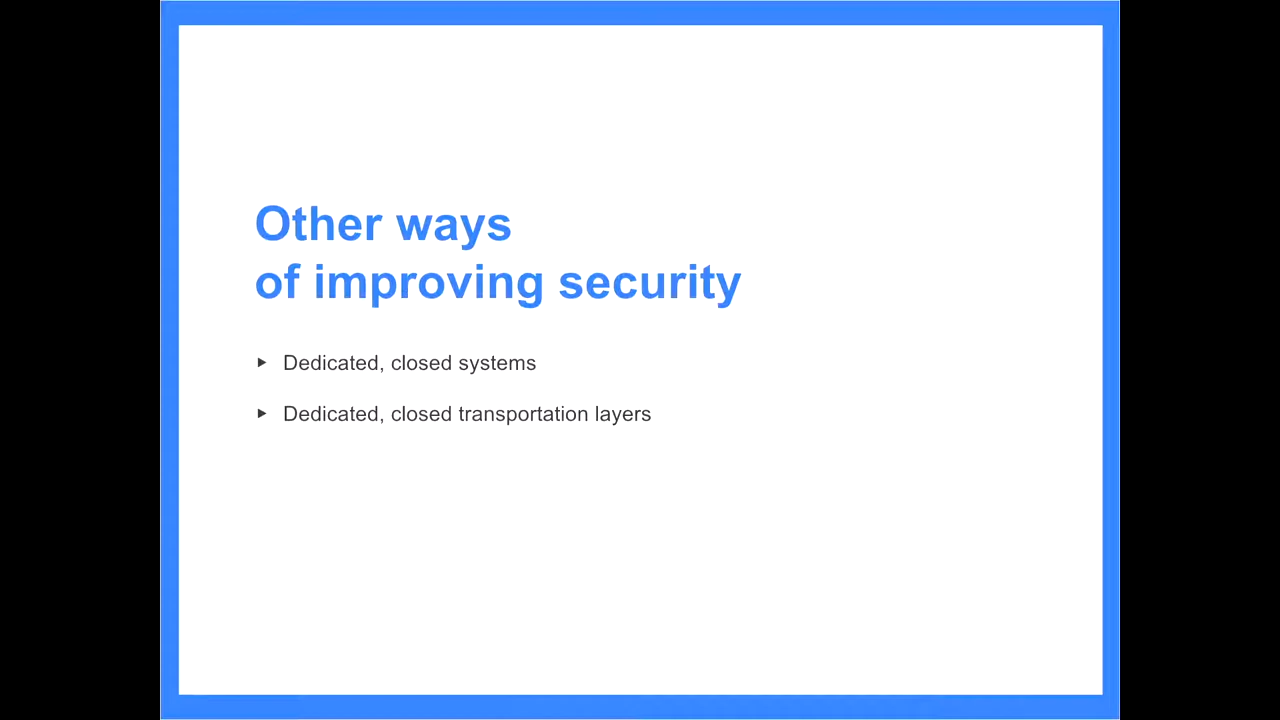 Other ways
of improving security
▸ Dedicated, closed systems
▸ Dedicated, closed transportation layers